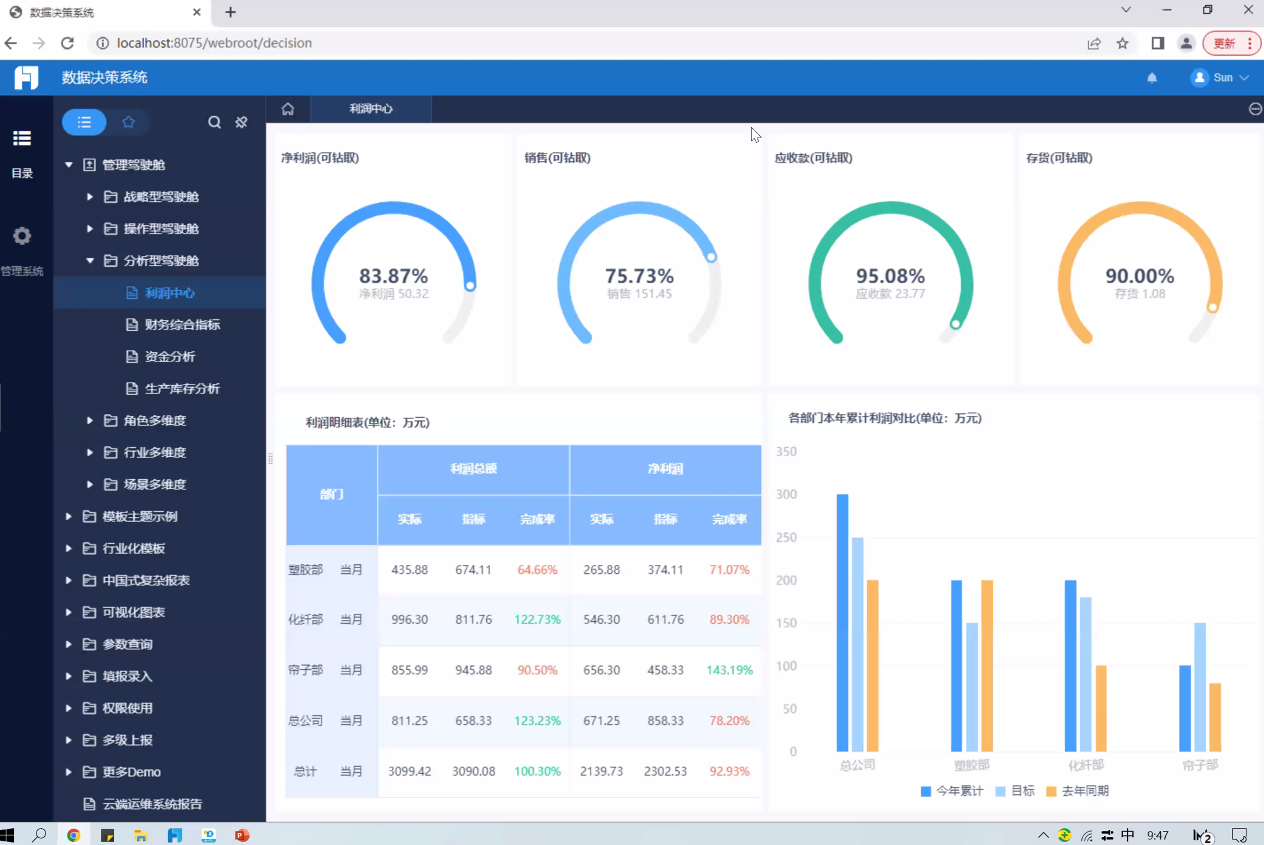 数据决策系统
localhost:8075/webroot/decision
更新
数据决策系统
Sun
目录
管理系统
管理驾驶舱
战略型驾驶舱
操作型驾驶舱
分析型驾驶舱
利润中心
财务综合指标
资金分析
生产库存分析
角色多维度
行业多维度
场景多维度
模板主题示例
行业化模板
中国式复杂报表
可视化图表
参数查询
填报录入
权限使用
多级上报
更多Demo
云端运维系统报告
利润中心
净利润(可钻取)
83.87%
净利润 50.32
销售(可钻取)
75.73%
销售 151.45
应收款(可钻取)
95.08%
应收款 23.77
存货(可钻取)
90.00%
存货 1.08
利润明细表(单位：万元)
部门 利润总额 净利润
实际 指标 完成率 实际 指标 完成率
塑胶部 当月 435.88 674.11 64.66% 265.88 374.11 71.07%
化纤部 当月 996.30 811.76 122.73% 546.30 611.76 89.30%
帘子部 当月 855.99 945.88 90.50% 656.30 458.33 143.19%
总公司 当月 811.25 658.33 123.23% 671.25 858.33 78.20%
总计 当月 3099.42 3090.08 100.30% 2139.73 2302.53 92.93%
各部门本年累计利润对比(单位：万元)
350
300
250
200
150
100
50
0
总公司 塑胶部 化纤部 帘子部
今年累计 目标 去年同期
中 9:47 2